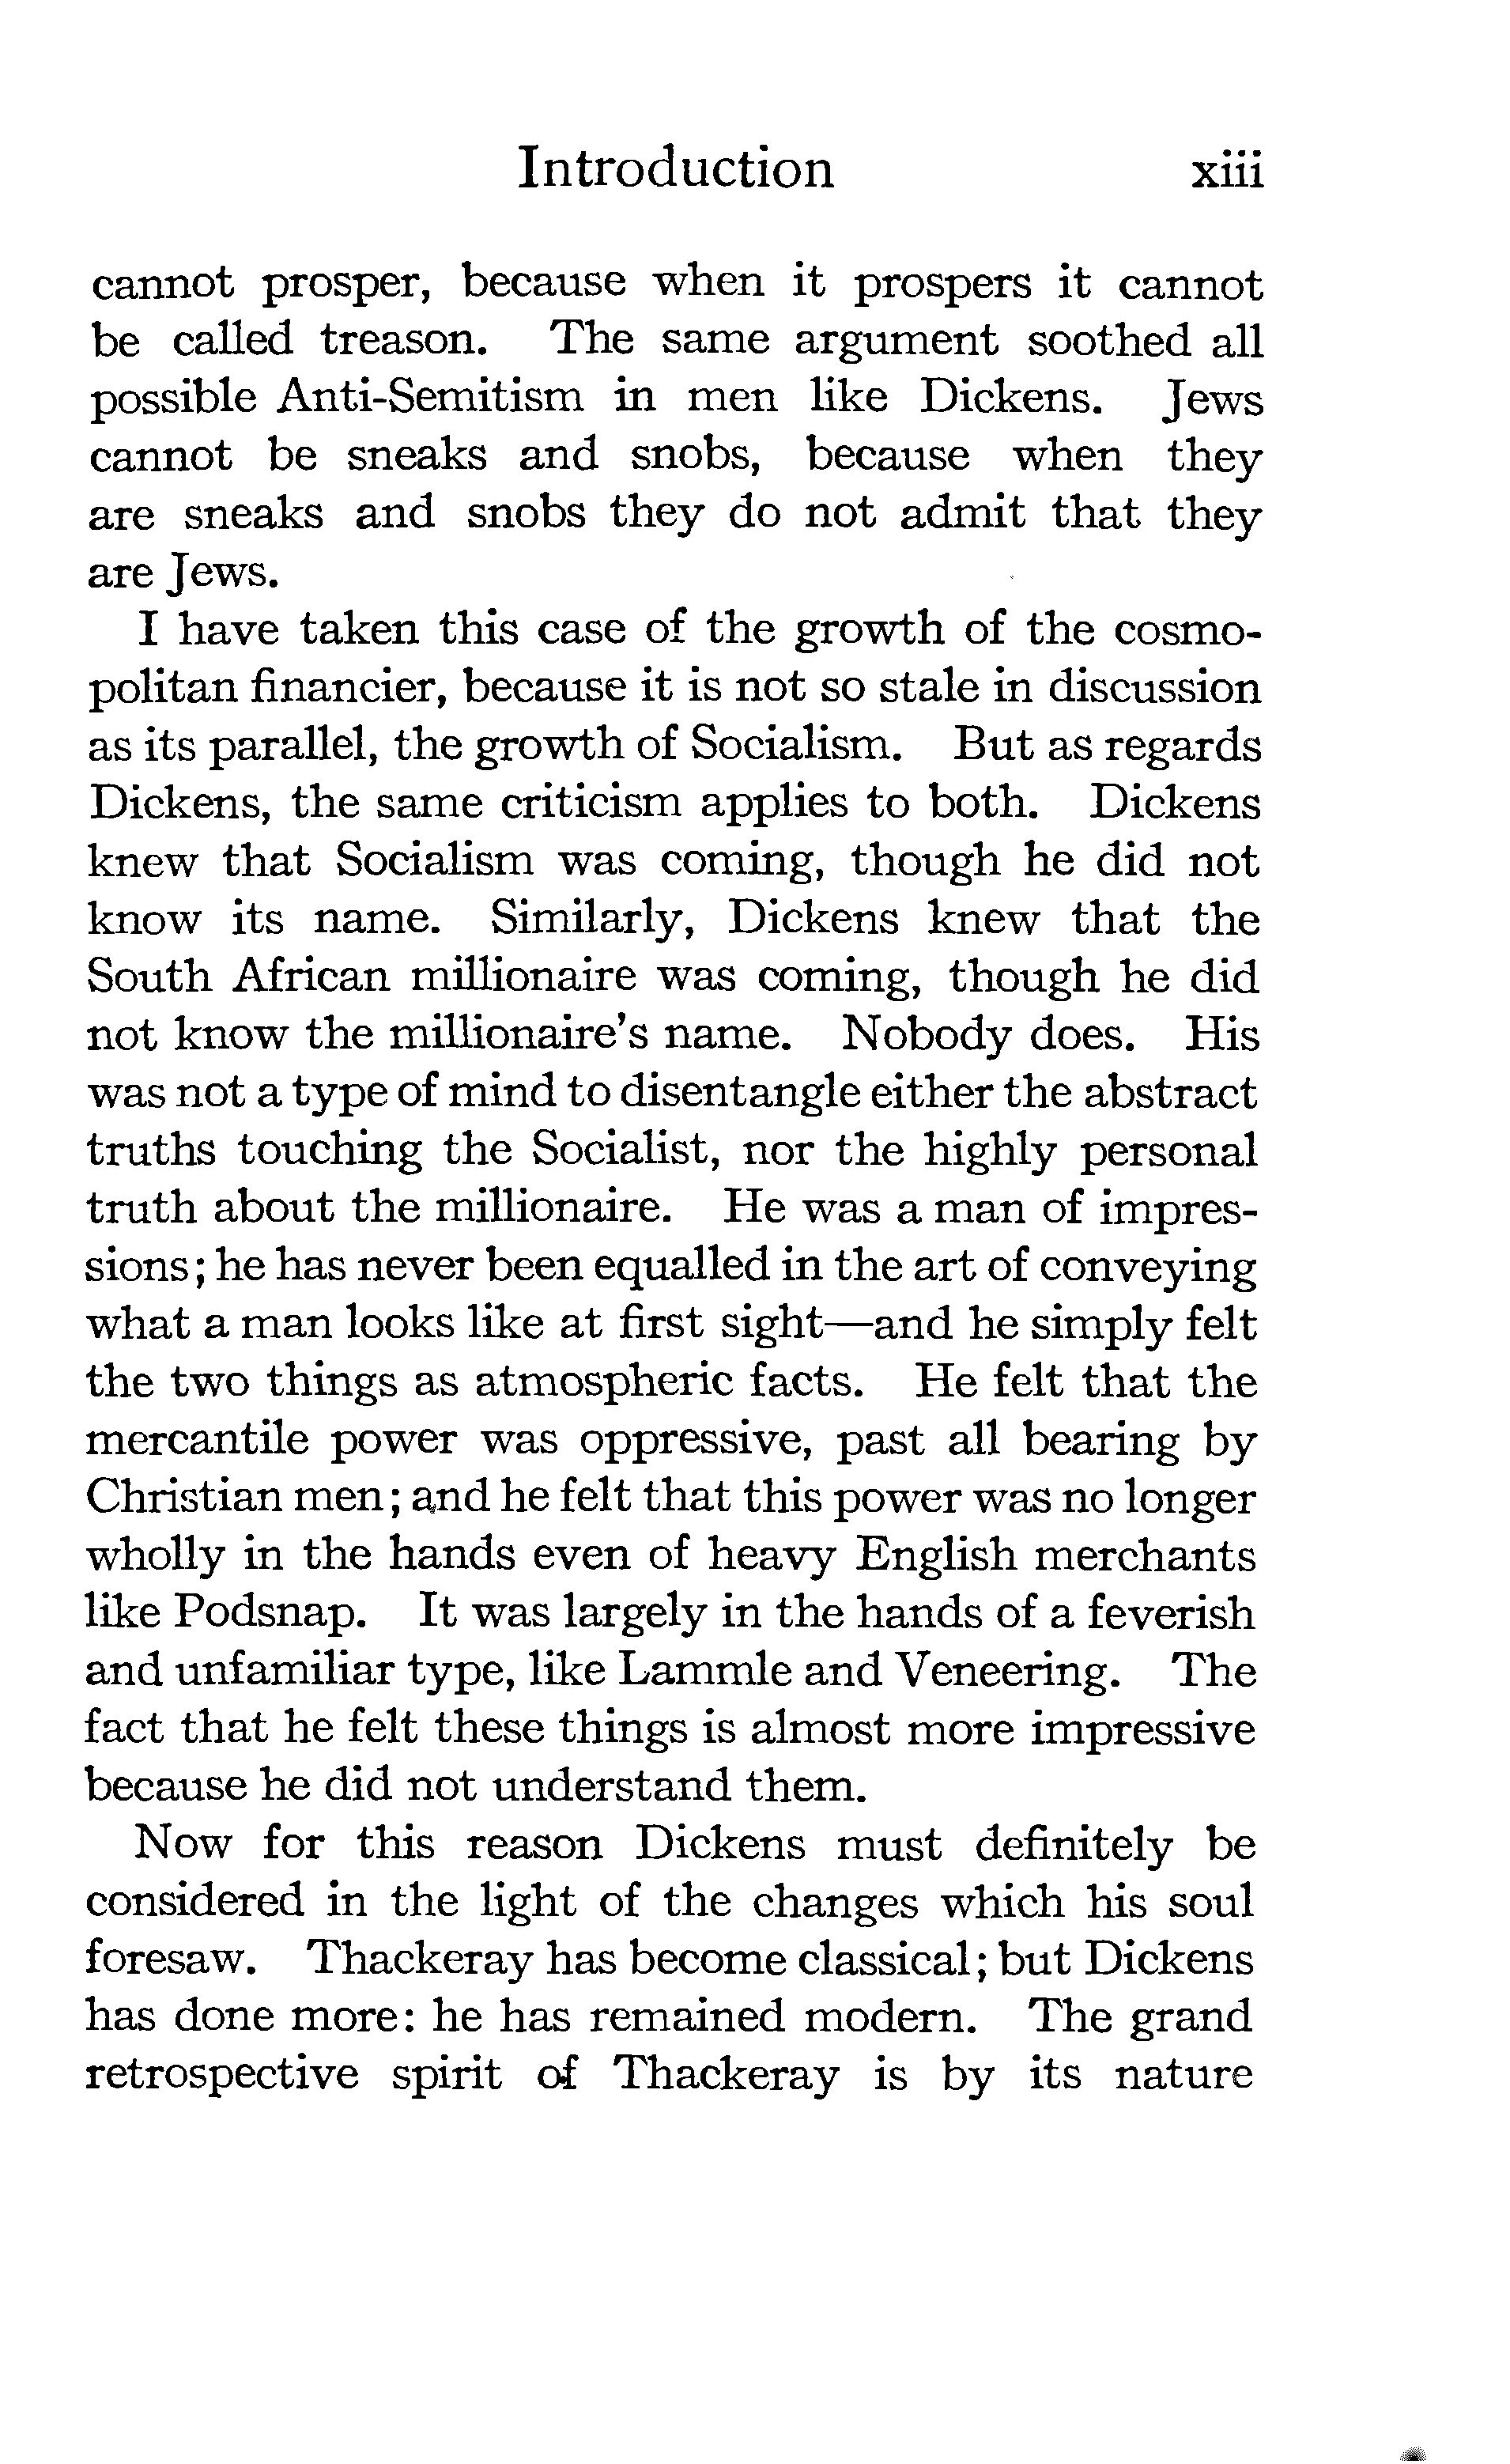 Introduction xiii
cannot prosper, because when it prospers it cannot
be called treason. The same argument soothed all
possible Anti-Semitism in men like Dickens. Jews
cannot be sneaks and snobs, because when they
are sneaks and snobs they do not admit that they
are Jews.
I have taken this case of the growth of the cosmo-
politan financier, because it is not so stale in discussion
as its parallel, the growth of Socialism. But as regards
Dickens, the same criticism applies to both. Dickens
knew that Socialism was coming, though he did not
know its name. Similarly, Dickens knew that the
South African millionaire was coming, though he did
not know the millionaire's name. Nobody does. His
was not a type of mind to disentangle either the abstract
truths touching the Socialist, nor the highly personal
truth about the millionaire. He was a man of impres-
sions; he has never been equalled in the art of conveying
what a man looks like at first sight—and he simply felt
the two things as atmospheric facts. He felt that the
mercantile power was oppressive, past all bearing by
Christian men; and he felt that this power was no longer
wholly in the hands even of heavy English merchants
like Podsnap. It was largely in the hands of a feverish
and unfamiliar type, like Lammle and Veneering. The
fact that he felt these things is almost more impressive
because he did not understand them.
Now for this reason Dickens must definitely be
considered in the light of the changes which his soul
foresaw. Thackeray has become classical; but Dickens
has done more: he has remained modern. The grand
retrospective spirit of Thackeray is by its nature